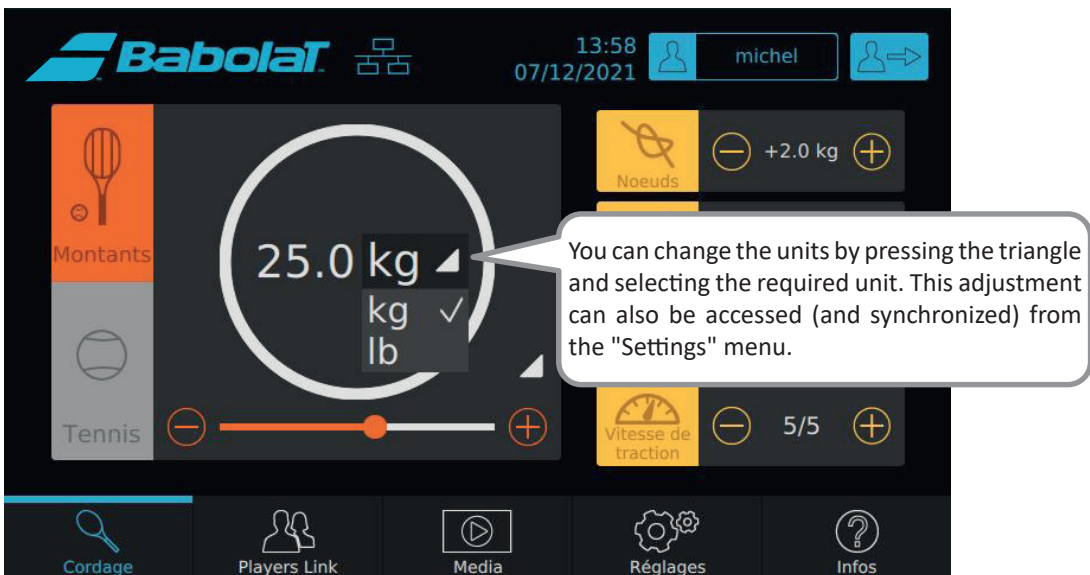 BabolaT
13:58
07/12/2021
michel
Montants
Tennis
25.0 kg
kg
lb
Noeuds
+2.0 kg
You can change the units by pressing the triangle
and selecting the required unit. This adjustment
can also be accessed (and synchronized) from
the "Settings" menu.
Vitesse de
traction
5/5
Cordage
Players Link
Media
Réglages
Infos